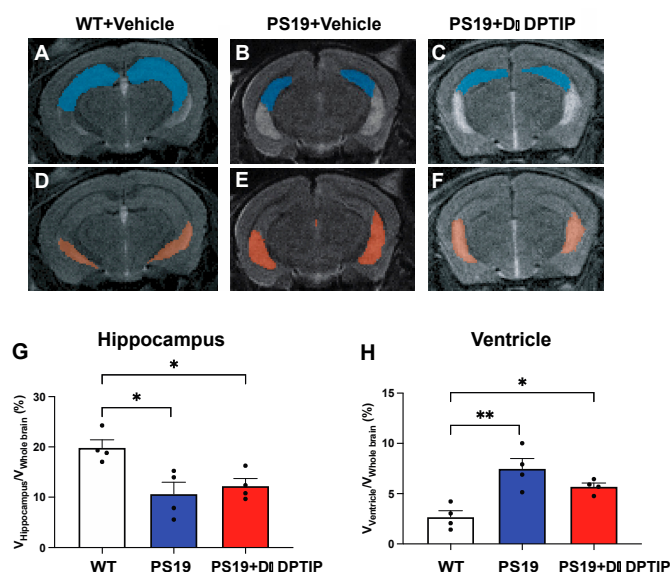 WT+Vehicle PS19+Vehicle PS19+D▯ DPTIP
A B C
D E F
G Hippocampus
V Hippocampus/V Whole brain (%)
30
20
10
0
* *
WT PS19 PS19+D▯ DPTIP
H Ventricle
V Ventricle/V Whole brain (%)
15
10
5
0
** *
WT PS19 PS19+D▯ DPTIP